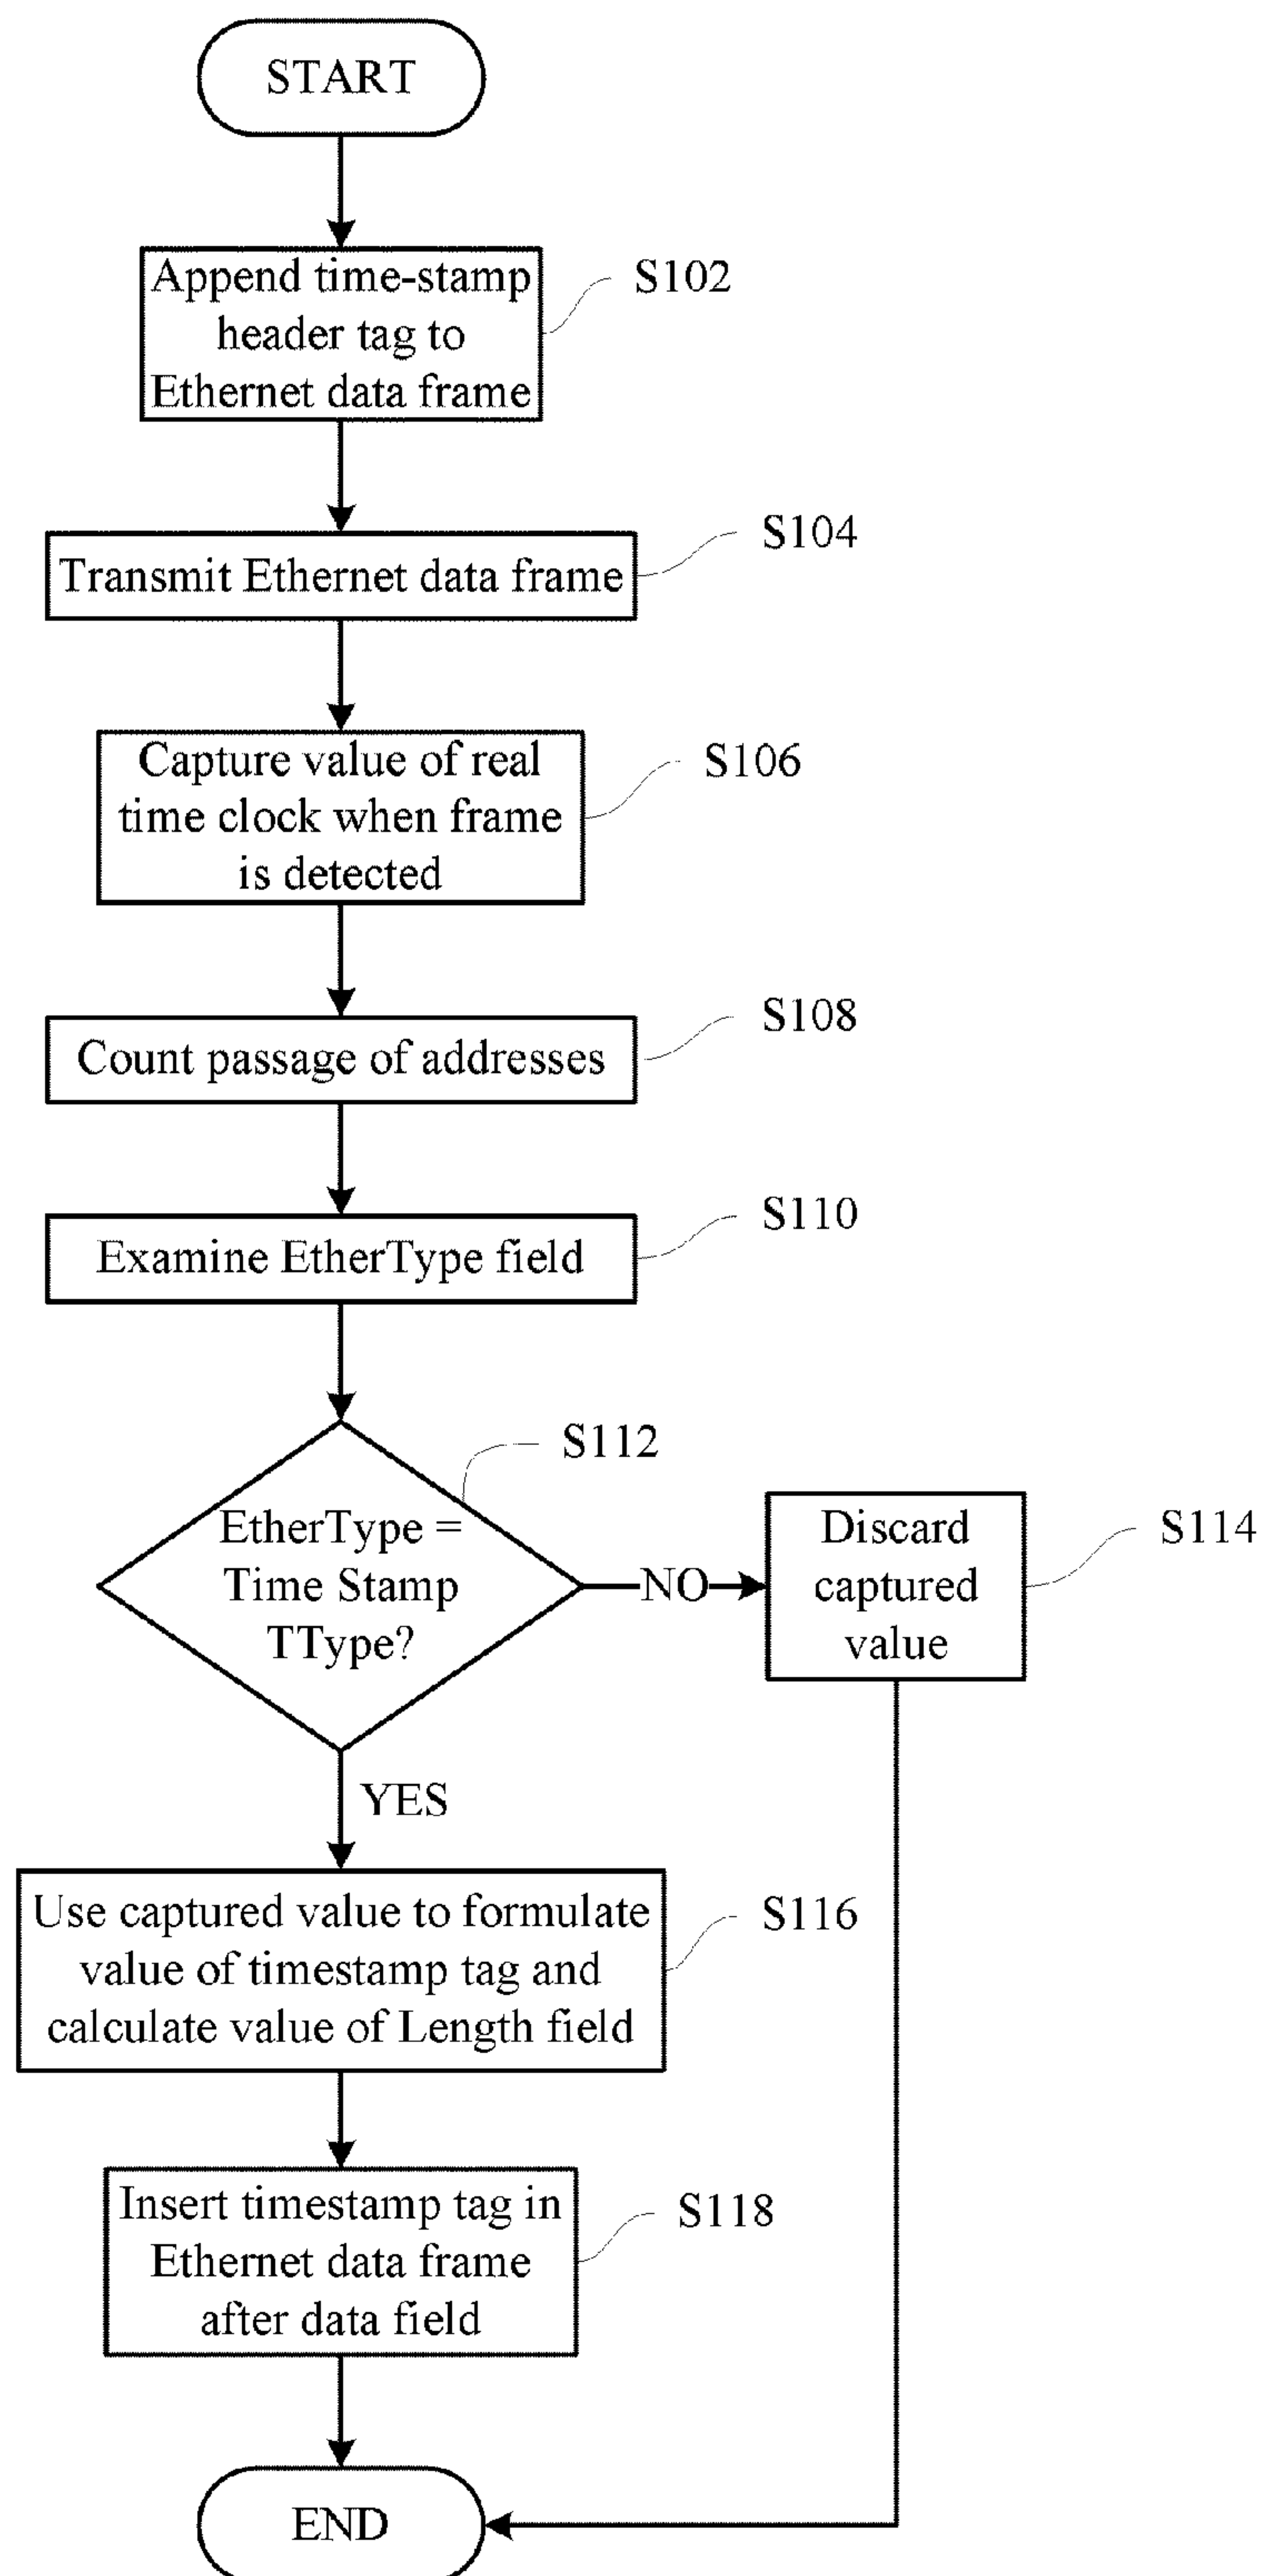 START
Append time-stamp
header tag to
Ethernet data frame
S102
Transmit Ethernet data frame
S104
Capture value of real
time clock when frame
is detected
S106
Count passage of addresses
S108
Examine EtherType field
S110
EtherType =
Time Stamp
TType?
S112
NO
Discard
captured
value
S114
YES
Use captured value to formulate
value of timestamp tag and
calculate value of Length field
S116
Insert timestamp tag in
Ethernet data frame
after data field
S118
END